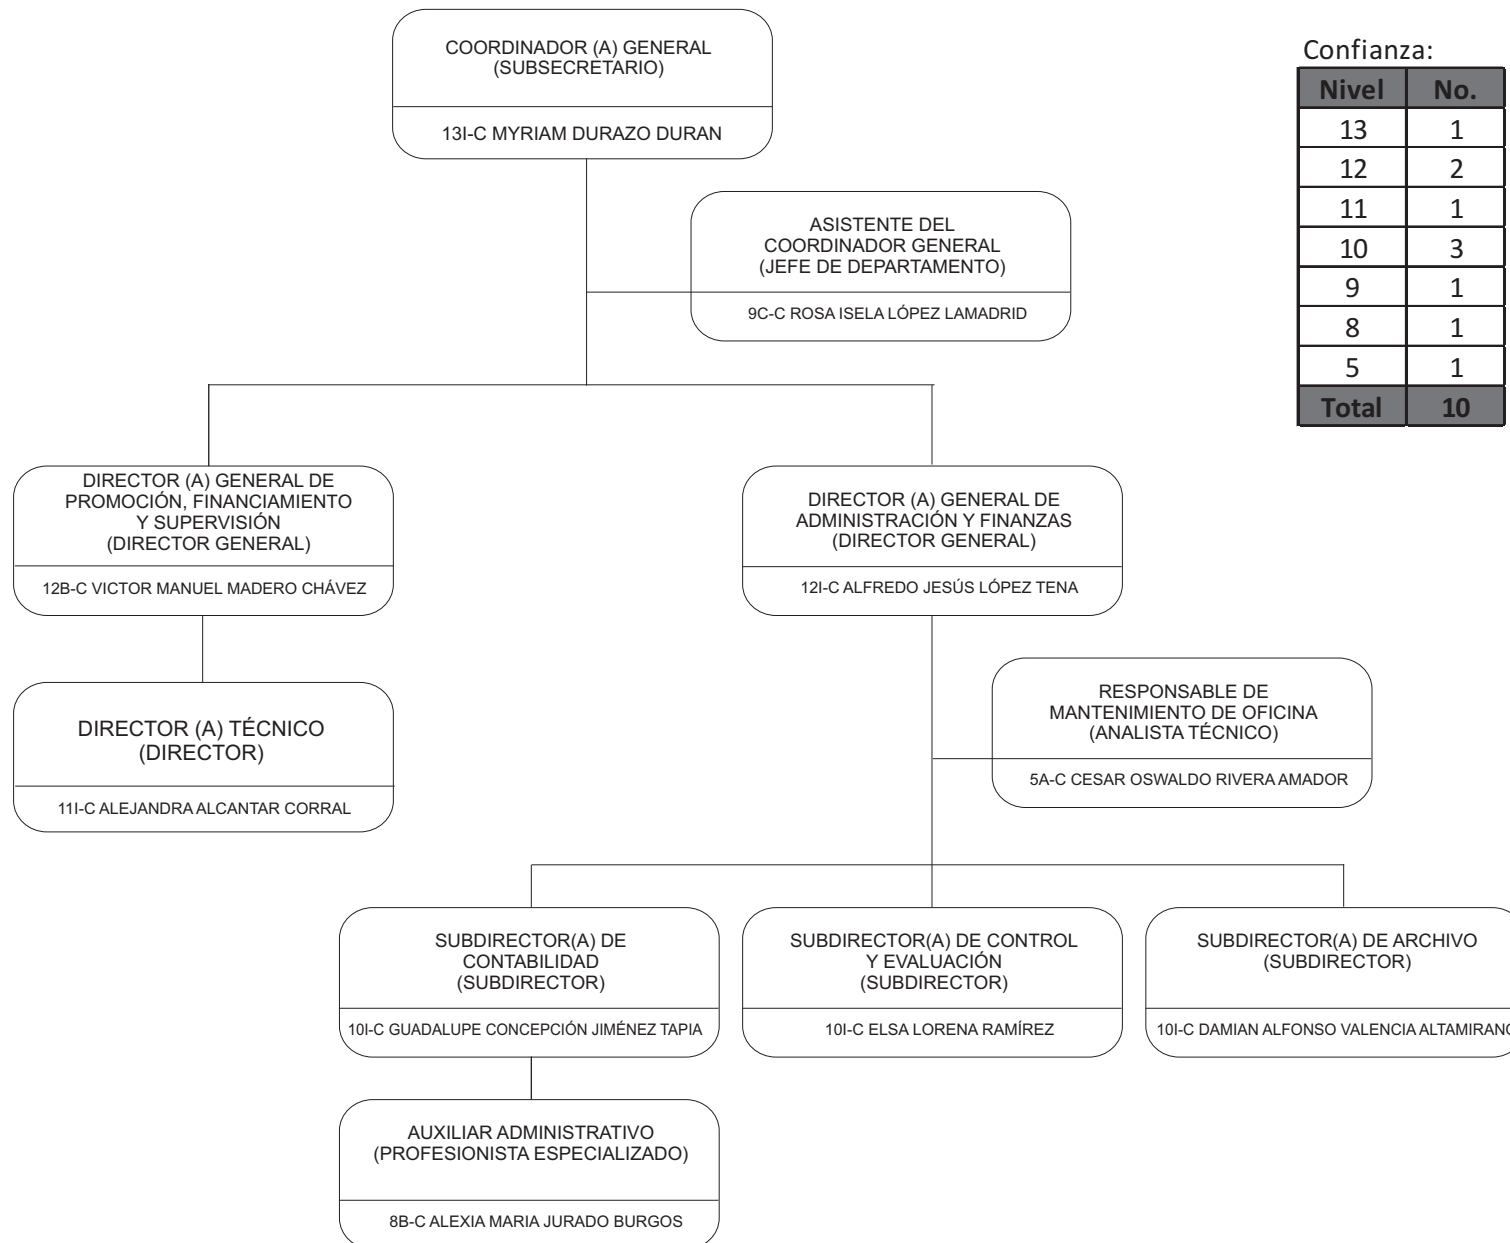 COORDINADOR (A) GENERAL
(SUBSECRETARIO)
13I-C MYRIAM DURAZO DURAN
Confianza:
Nivel No.
13 1
12 2
11 1
10 3
9 1
8 1
5 1
Total 10
ASISTENTE DEL
COORDINADOR GENERAL
(JEFE DE DEPARTAMENTO)
9C-C ROSA ISELA LÓPEZ LAMADRID
DIRECTOR (A) GENERAL DE
PROMOCIÓN, FINANCIAMIENTO
Y SUPERVISIÓN
(DIRECTOR GENERAL)
12B-C VICTOR MANUEL MADERO CHÁVEZ
DIRECTOR (A) GENERAL DE
ADMINISTRACIÓN Y FINANZAS
(DIRECTOR GENERAL)
12I-C ALFREDO JESÚS LÓPEZ TENA
DIRECTOR (A) TÉCNICO
(DIRECTOR)
11I-C ALEJANDRA ALCANTAR CORRAL
RESPONSABLE DE
MANTENIMIENTO DE OFICINA
(ANALISTA TÉCNICO)
5A-C CESAR OSWALDO RIVERA AMADOR
SUBDIRECTOR(A) DE
CONTABILIDAD
(SUBDIRECTOR)
10I-C GUADALUPE CONCEPCIÓN JIMÉNEZ TAPIA
SUBDIRECTOR(A) DE CONTROL
Y EVALUACIÓN
(SUBDIRECTOR)
10I-C ELSA LORENA RAMÍREZ
SUBDIRECTOR(A) DE ARCHIVO
(SUBDIRECTOR)
10I-C DAMIAN ALFONSO VALENCIA ALTAMIRANO
AUXILIAR ADMINISTRATIVO
(PROFESIONISTA ESPECIALIZADO)
8B-C ALEXIA MARIA JURADO BURGOS